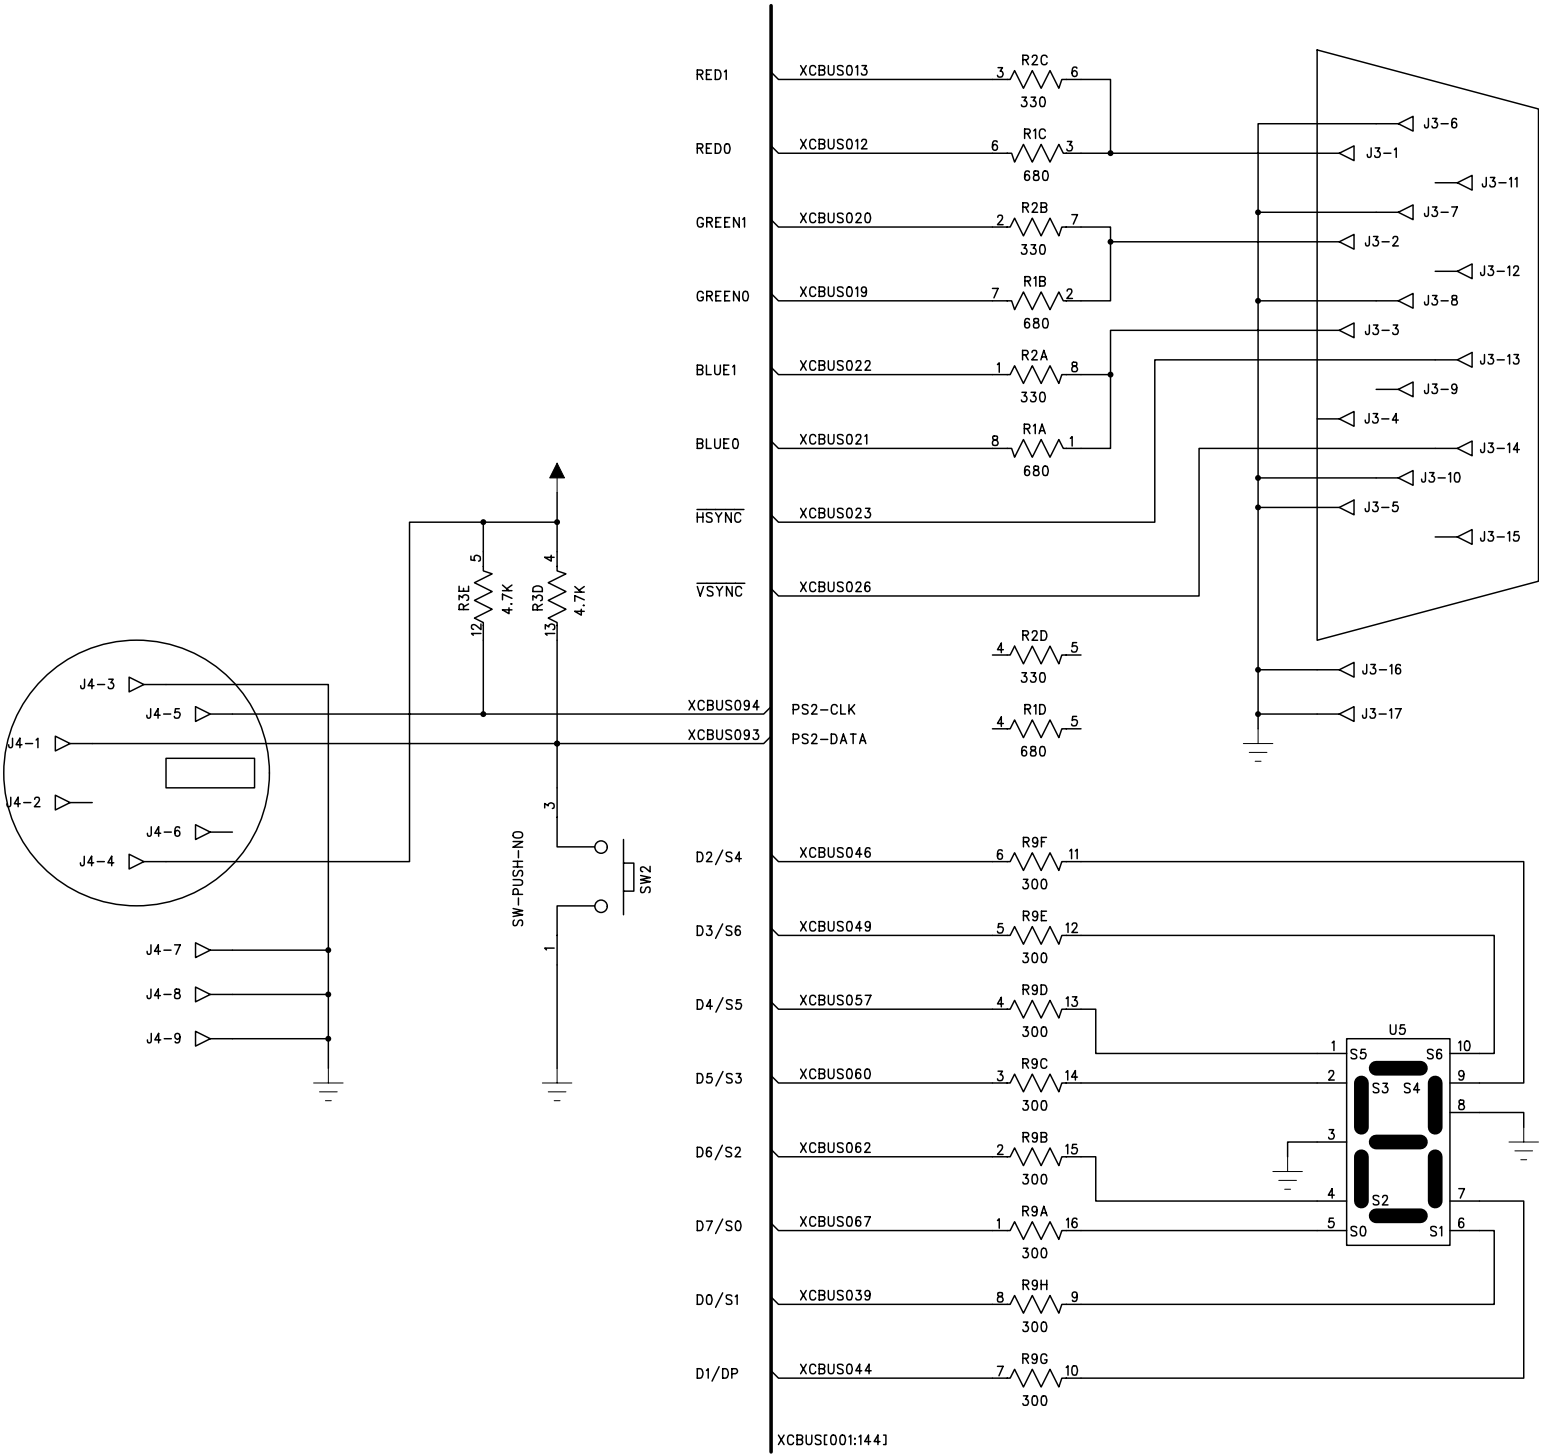 RED1 XCBUS013 3 R2C 6
330
RED0 XCBUS012 6 R1C 3
680
GREEN1 XCBUS020 2 R2B 7
330
GREEN0 XCBUS019 7 R1B 2
680
BLUE1 XCBUS022 1 R2A 8
330
BLUE0 XCBUS021 8 R1A 1
680
HSYNC XCBUS023
VSYNC XCBUS026
4 R2D 5
330
4 R1D 5
680
J3-6
J3-1
J3-11
J3-7
J3-2
J3-12
J3-8
J3-3
J3-13
J3-9
J3-4
J3-14
J3-10
J3-5
J3-15
J3-16
J3-17
5 R3E 4.7K 12
4 R3D 4.7K 13
XCBUS094 PS2-CLK
XCBUS093 PS2-DATA
J4-3
J4-5
J4-1
J4-2
J4-6
J4-4
J4-7
J4-8
J4-9
3
SW-PUSH-NO
SW2
1
D2/S4 XCBUS046 6 R9F 11
300
D3/S6 XCBUS049 5 R9E 12
300
D4/S5 XCBUS057 4 R9D 13
300
D5/S3 XCBUS060 3 R9C 14
300
D6/S2 XCBUS062 2 R9B 15
300
D7/S0 XCBUS067 1 R9A 16
300
D0/S1 XCBUS039 8 R9H 9
300
D1/DP XCBUS044 7 R9G 10
300
U5
1 S5 S6 10
2 S3 S4 9
8
3
4 S2 7
5 S0 S1 6
XCBUS[001:144]